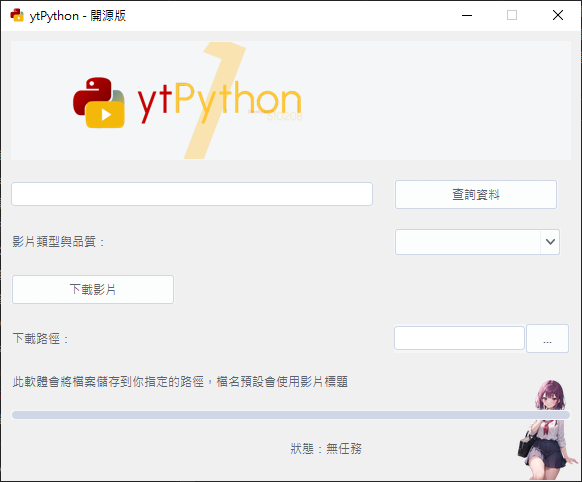 ytPython - 開源版
1
ytPython
查詢資料
影片類型與品質：
下載影片
下載路徑：
...
此軟體會將檔案儲存到你指定的路徑，檔名預設會使用影片標題
狀態：無任務